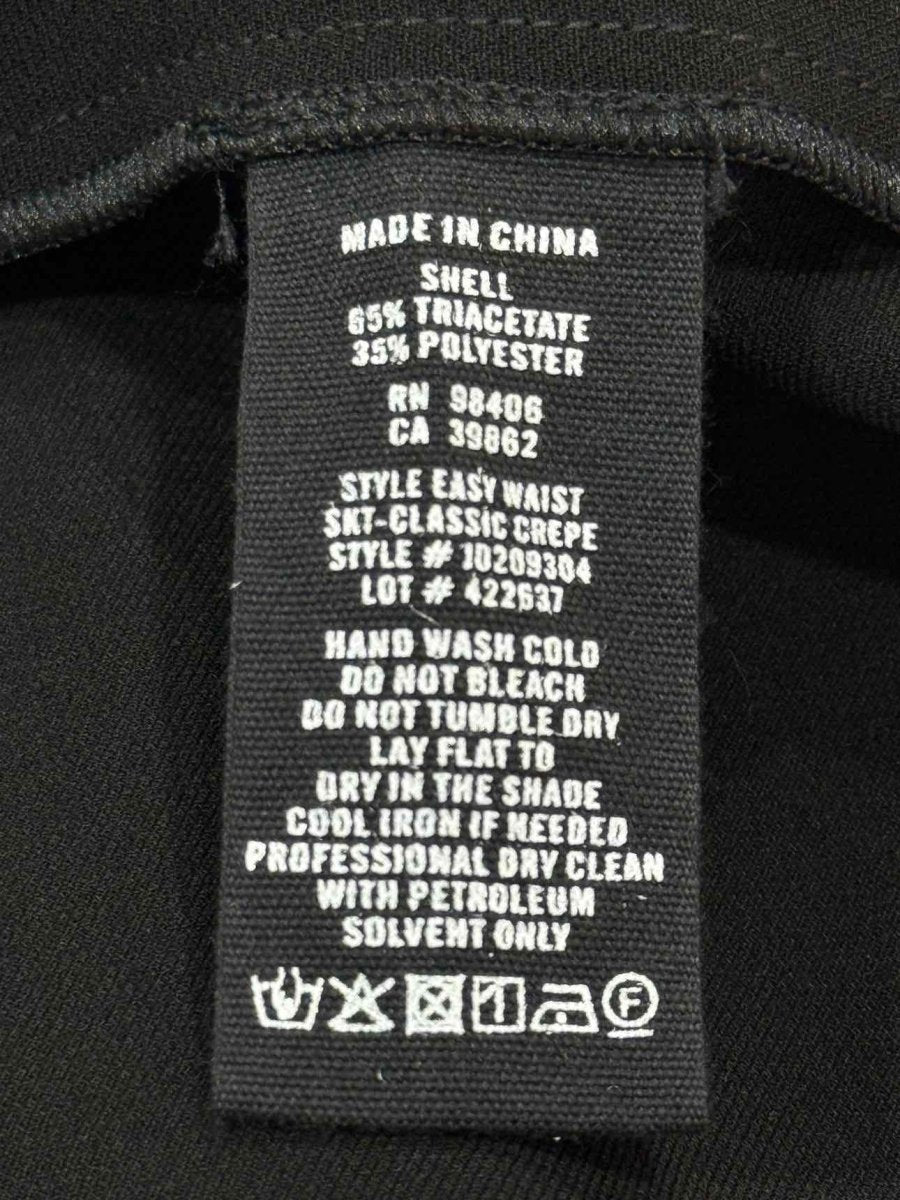 MADE IN CHINA
SHELL
65% TRIACETATE
35% POLYESTER
RN 98406
CA 39862
STYLE EASY WAIST
SKT-CLASSIC CREPE
STYLE # 10209304
LOT # 422637
HAND WASH COLD
DO NOT BLEACH
DO NOT TUMBLE DRY
LAY FLAT TO
DRY IN THE SHADE
COOL IRON IF NEEDED
PROFESSIONAL DRY CLEAN
WITH PETROLEUM
SOLVENT ONLY
F